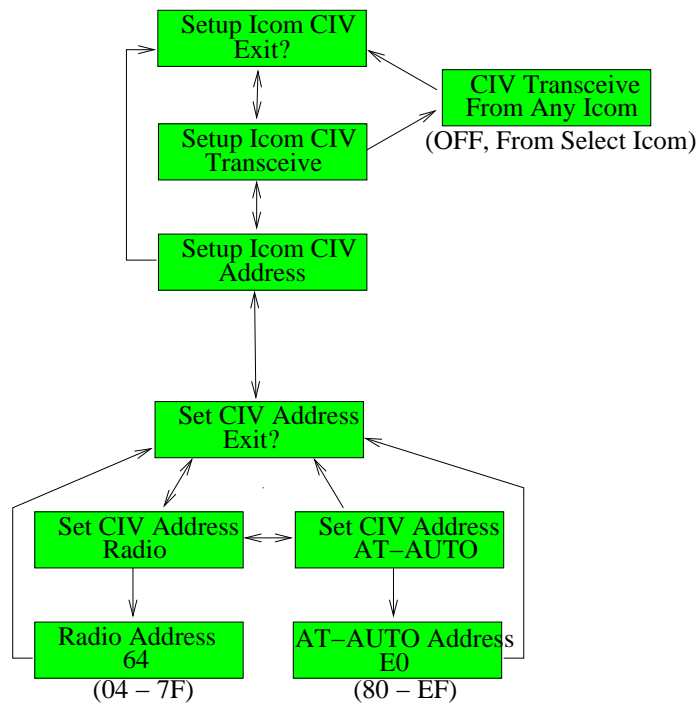 Setup Icom CIV
Exit?
CIV Transceive
From Any Icom
(OFF, From Select Icom)
Setup Icom CIV
Transceive
Setup Icom CIV
Address
Set CIV Address
Exit?
Set CIV Address
Radio
Set CIV Address
AT−AUTO
Radio Address
64
(04 − 7F)
AT−AUTO Address
E0
(80 − EF)